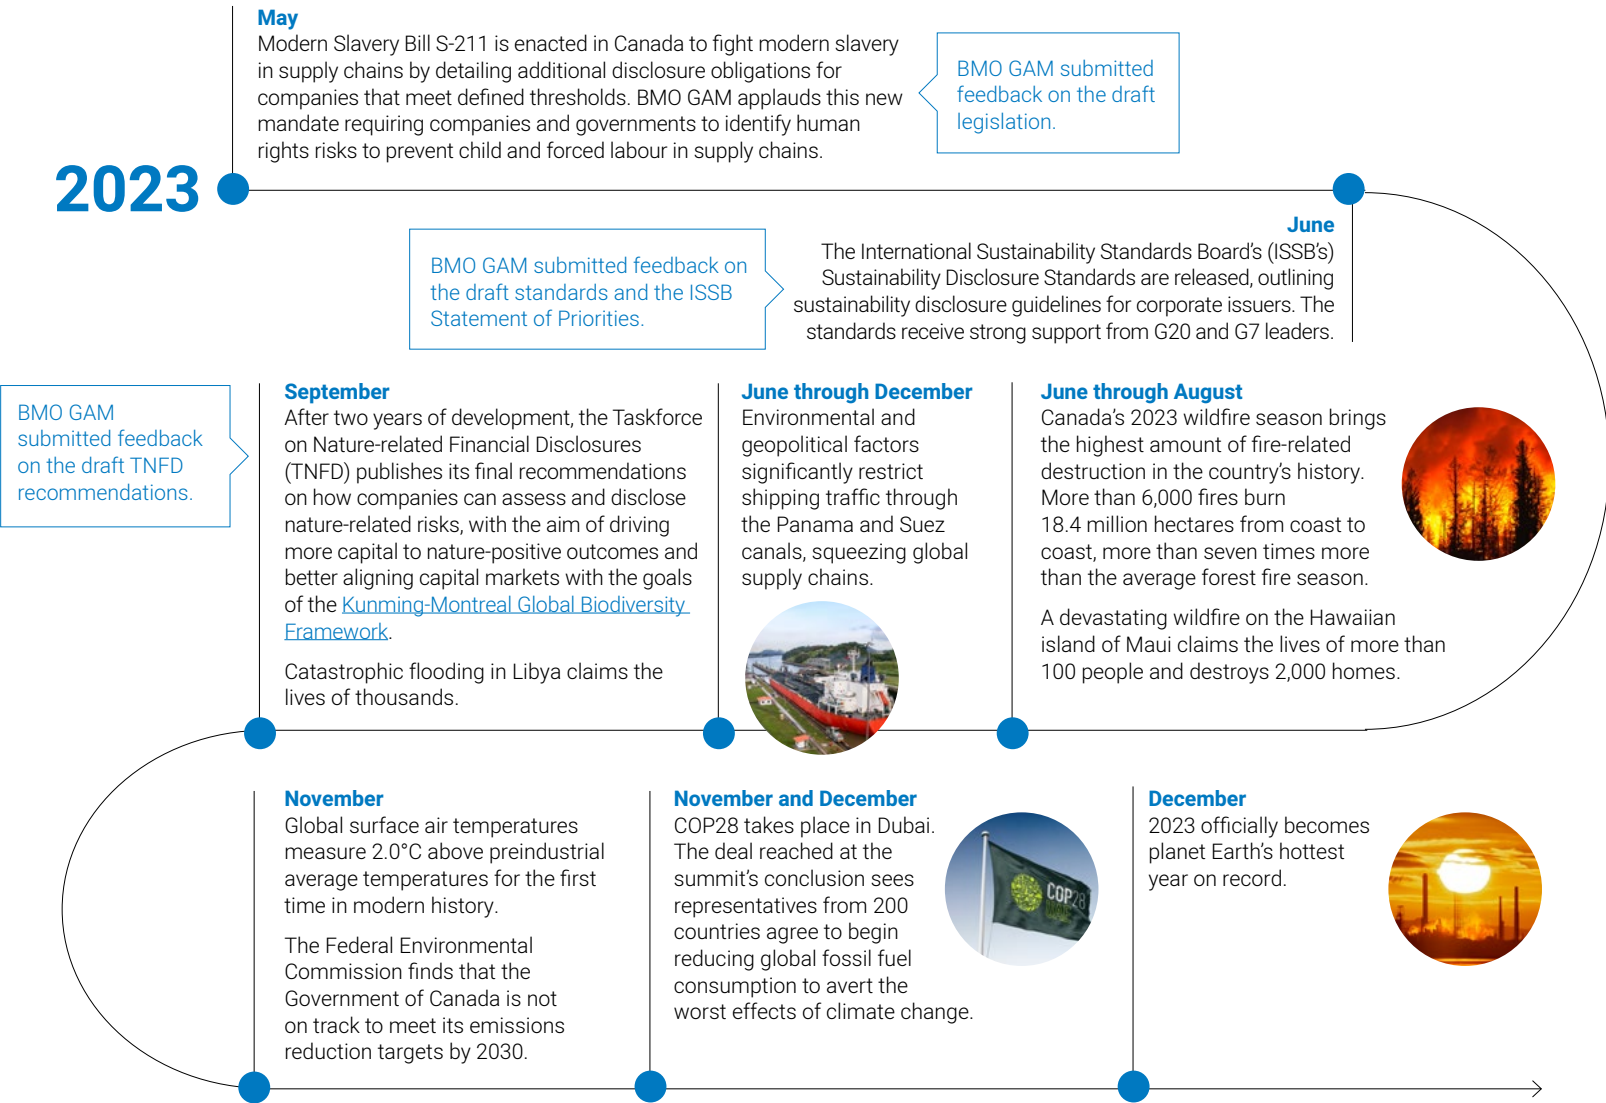 May
Modern Slavery Bill S-211 is enacted in Canada to fight modern slavery
in supply chains by detailing additional disclosure obligations for
companies that meet defined thresholds. BMO GAM applauds this new
mandate requiring companies and governments to identify human
rights risks to prevent child and forced labour in supply chains.
BMO GAM submitted
feedback on the draft
legislation.
2023
June
The International Sustainability Standards Board's (ISSB's)
Sustainability Disclosure Standards are released, outlining
sustainability disclosure guidelines for corporate issuers. The
standards receive strong support from G20 and G7 leaders.
BMO GAM submitted feedback on
the draft standards and the ISSB
Statement of Priorities.
June through August
Canada's 2023 wildfire season brings
the highest amount of fire-related
destruction in the country's history.
More than 6,000 fires burn
18.4 million hectares from coast to
coast, more than seven times more
than the average forest fire season.
A devastating wildfire on the Hawaiian
island of Maui claims the lives of more than
100 people and destroys 2,000 homes.
June through December
Environmental and
geopolitical factors
significantly restrict
shipping traffic through
the Panama and Suez
canals, squeezing global
supply chains.
September
After two years of development, the Taskforce
on Nature-related Financial Disclosures
(TNFD) publishes its final recommendations
on how companies can assess and disclose
nature-related risks, with the aim of driving
more capital to nature-positive outcomes and
better aligning capital markets with the goals
of the Kunming-Montreal Global Biodiversity
Framework.
Catastrophic flooding in Libya claims the
lives of thousands.
BMO GAM
submitted feedback
on the draft TNFD
recommendations.
November
Global surface air temperatures
measure 2.0°C above preindustrial
average temperatures for the first
time in modern history.
The Federal Environmental
Commission finds that the
Government of Canada is not
on track to meet its emissions
reduction targets by 2030.
November and December
COP28 takes place in Dubai.
The deal reached at the
summit's conclusion sees
representatives from 200
countries agree to begin
reducing global fossil fuel
consumption to avert the
worst effects of climate change.
COP28
December
2023 officially becomes
planet Earth's hottest
year on record.